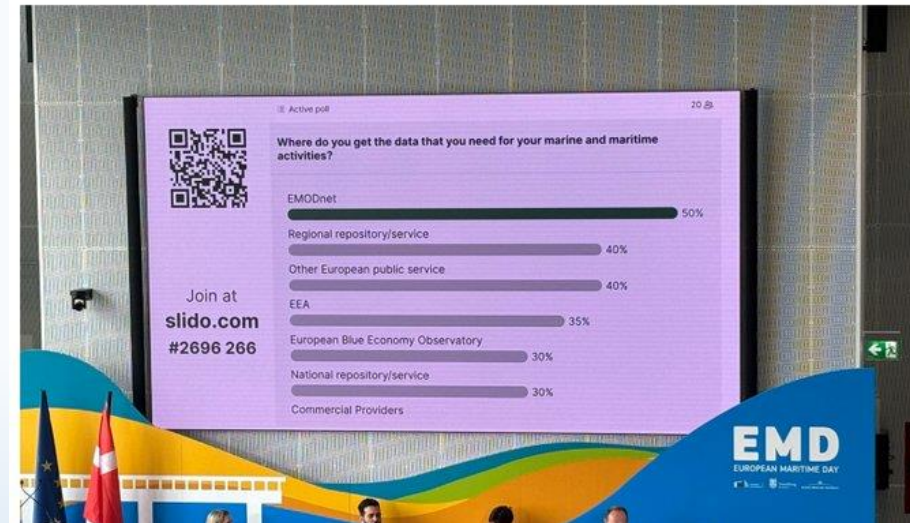 Active poll
20
Where do you get the data that you need for your marine and maritime
activities?
EMODnet
50%
Regional repository/service
40%
Other European public service
40%
EEA
35%
European Blue Economy Observatory
30%
National repository/service
30%
Commercial Providers
Join at
slido.com
#2696 266
EMD
EUROPEAN MARITIME DAY